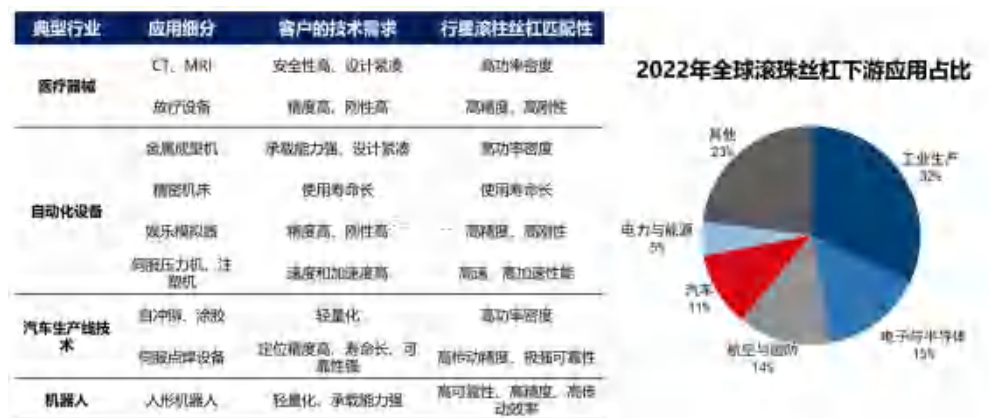 典型行业 应用细分 客户的技术需求 行星滚柱丝杠匹配性
医疗器械
CT、MRI 安全性高、设计紧凑 高功率密度
放疗设备 精度高、刚性高 高精度、高刚性
自动化设备
金属成型机 承载能力强、设计紧凑 高功率密度
精密机床 使用寿命长 使用寿命长
娱乐模拟器 精度高、刚性高 高精度、高刚性
伺服压力机、注
塑机
速度和加速度高 高速、高加速性能
汽车生产线技
术
自冲铆、涂胶 轻量化 高功率密度
伺服点焊设备
定位精度高、寿命长、可
靠性强
高传动精度、极强可靠性
机器人 人形机器人 轻量化、承载能力强
高可靠性、高精度、高传
动效率
2022年全球滚珠丝杠下游应用占比
其他
23%
工业生产
32%
电力与能源
5%
汽车
11%
航空与国防
14%
电子与半导体
15%